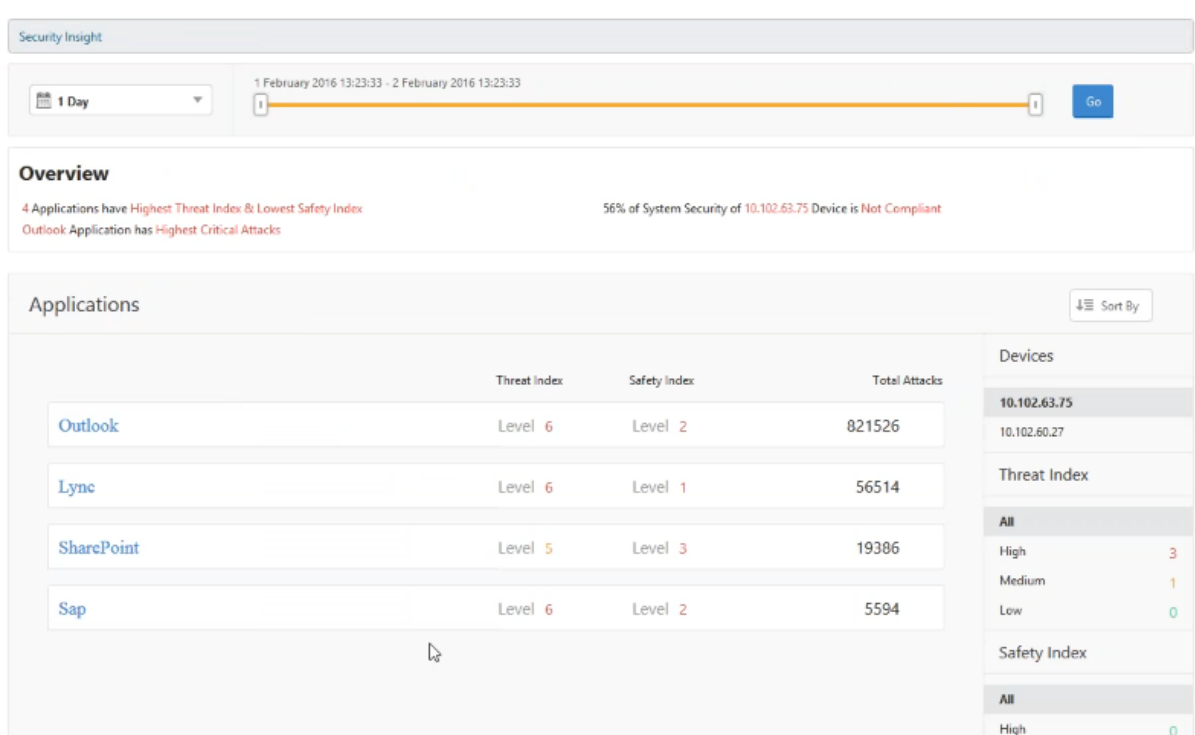 Security Insight
1 Day
1 February 2016 13:23:33 - 2 February 2016 13:23:33
Go
Overview
4 Applications have Highest Threat Index & Lowest Safety Index
56% of System Security of 10.102.63.75 Device is Not Compliant
Outlook Application has Highest Critical Attacks
Applications
Sort By
Threat Index Safety Index Total Attacks
Outlook Level 6 Level 2 821526
Lync Level 6 Level 1 56514
SharePoint Level 5 Level 3 19386
Sap Level 6 Level 2 5594
Devices
10.102.63.75
10.102.60.27
Threat Index
All
High 3
Medium 1
Low 0
Safety Index
All
High 0